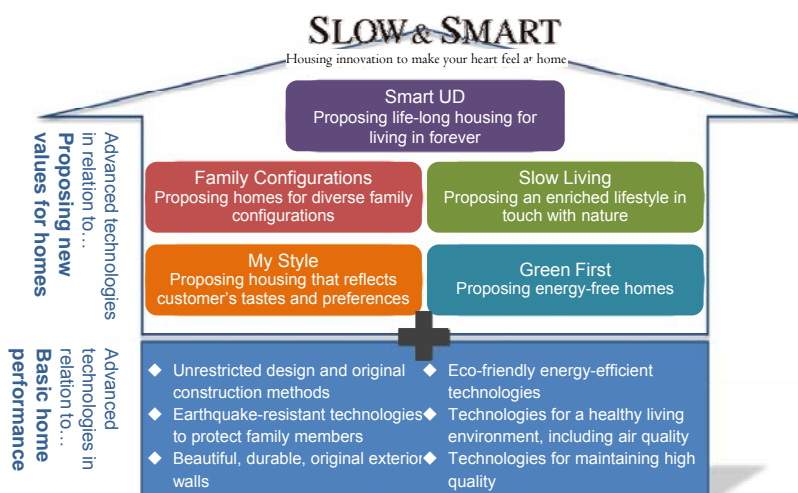 SLOW & SMART
Housing innovation to make your heart feel at home
Smart UD
Proposing life-long housing for
living in forever
Advanced technologies
in relation to…
Proposing new
values for homes
Family Configurations
Proposing homes for diverse family
configurations
Slow Living
Proposing an enriched lifestyle in
touch with nature
My Style
Proposing housing that reflects
customer's tastes and preferences
Green First
Proposing energy-free homes
Advanced
technologies in
relation to…
Basic home
performance
◆ Unrestricted design and original
construction methods
◆ Earthquake-resistant technologies
to protect family members
◆ Beautiful, durable, original exterior
walls
◆ Eco-friendly energy-efficient
technologies
◆ Technologies for a healthy living
environment, including air quality
◆ Technologies for maintaining high
quality